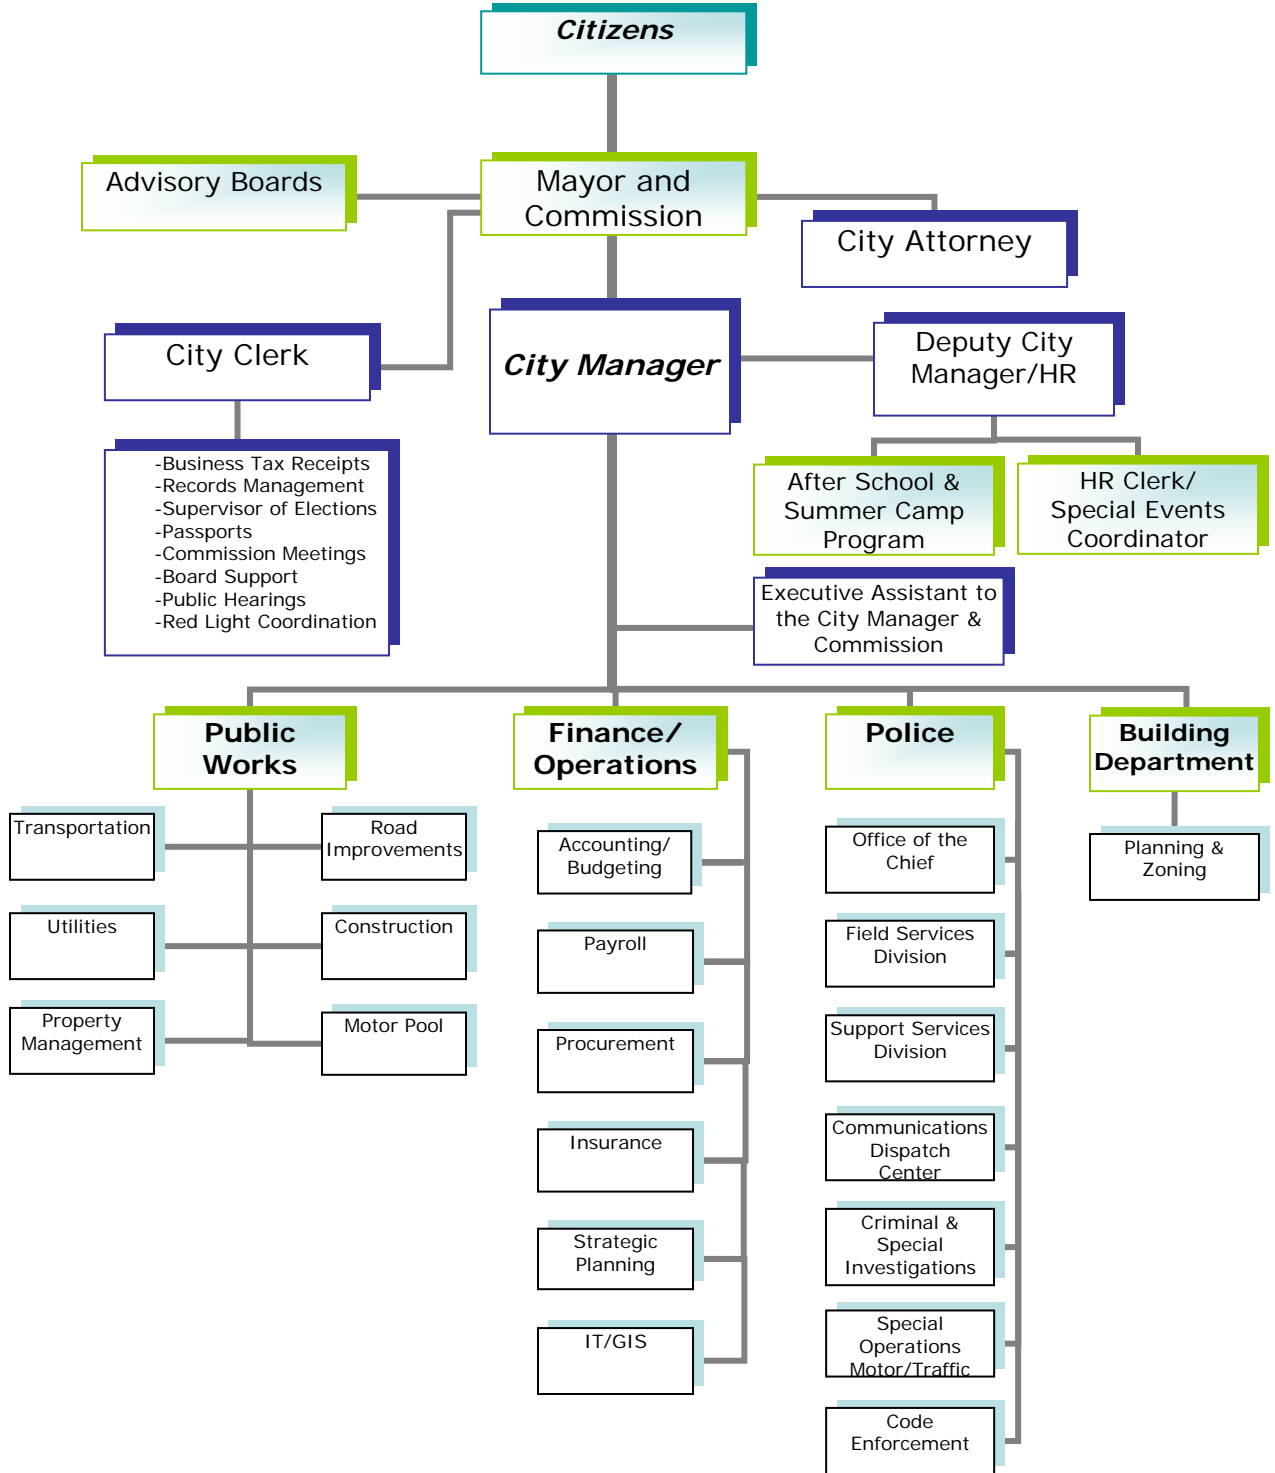 Citizens
Advisory Boards
Mayor and
Commission
City Attorney
City Clerk
City Manager
Deputy City
Manager/HR
-Business Tax Receipts
-Records Management
-Supervisor of Elections
-Passports
-Commission Meetings
-Board Support
-Public Hearings
-Red Light Coordination
After School &
Summer Camp
Program
HR Clerk/
Special Events
Coordinator
Executive Assistant to
the City Manager &
Commission
Public
Works
Finance/
Operations
Police
Building
Department
Transportation
Road
Improvements
Utilities
Construction
Property
Management
Motor Pool
Accounting/
Budgeting
Payroll
Procurement
Insurance
Strategic
Planning
IT/GIS
Office of the
Chief
Field Services
Division
Support Services
Division
Communications
Dispatch
Center
Criminal &
Special
Investigations
Special
Operations
Motor/Traffic
Code
Enforcement
Planning &
Zoning